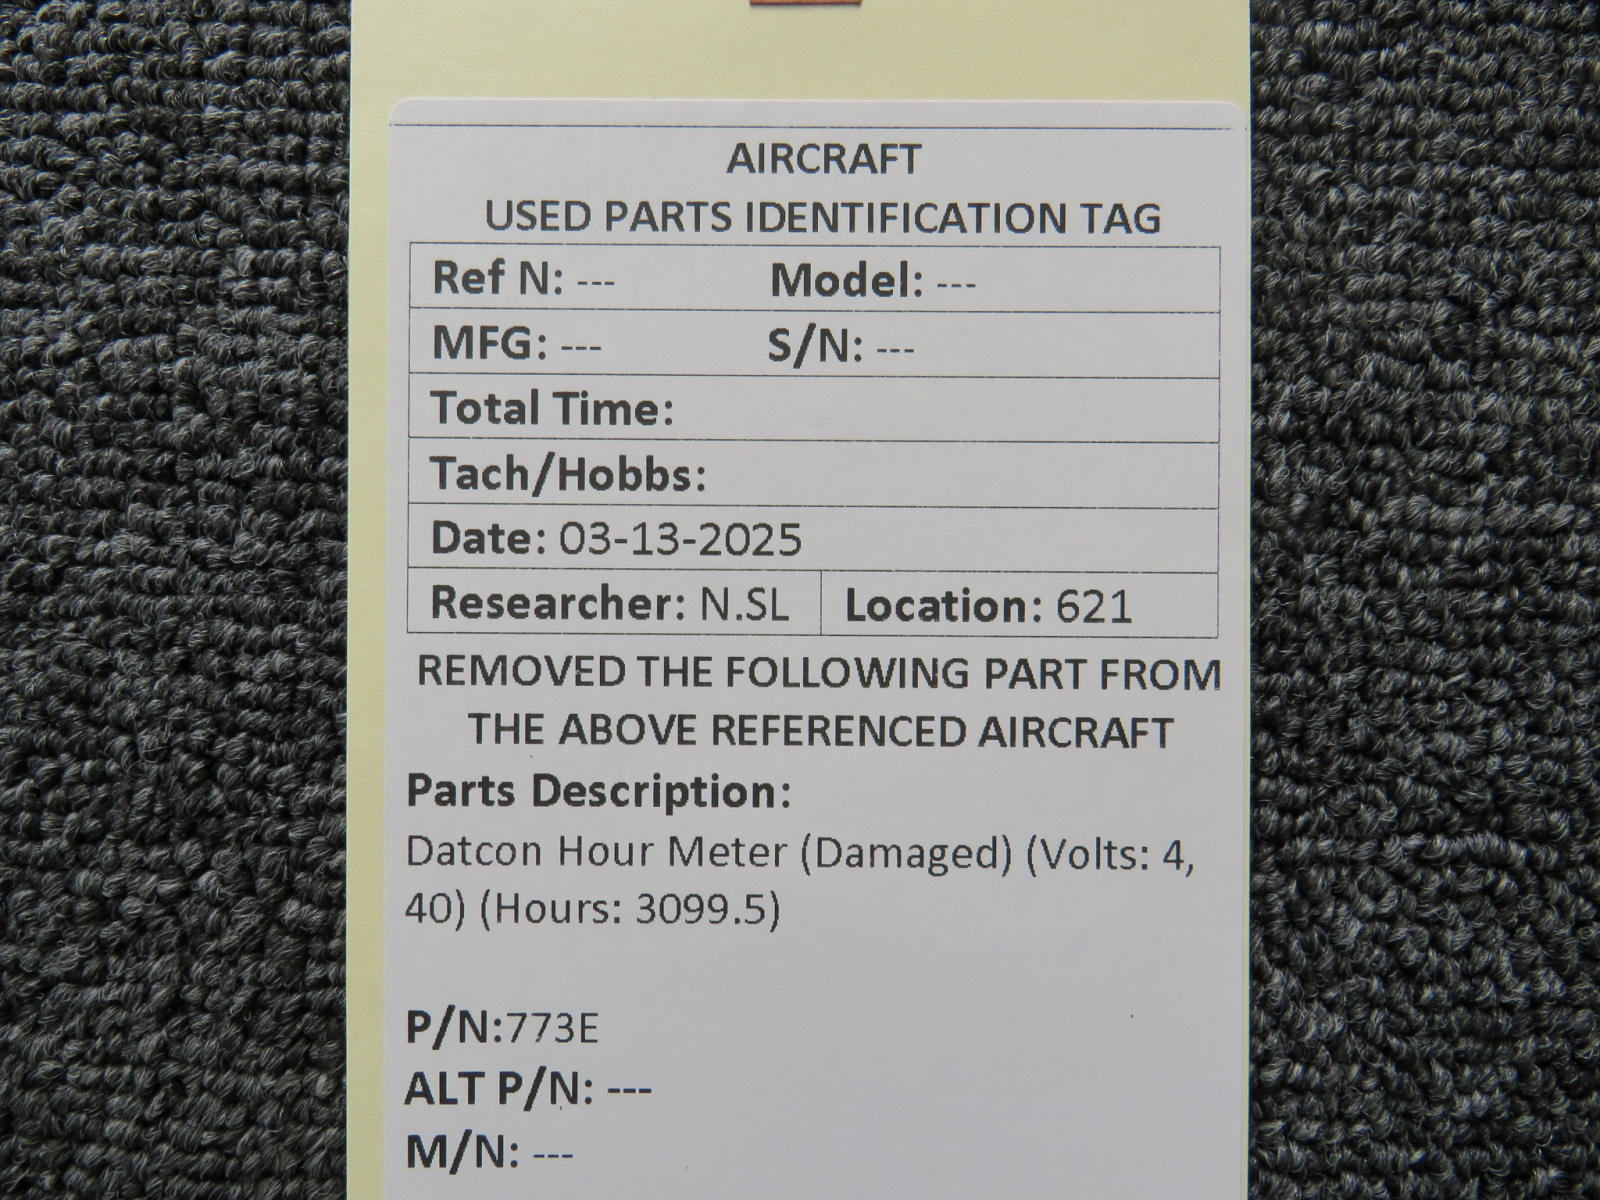 AIRCRAFT
USED PARTS IDENTIFICATION TAG
Ref N: --- Model: ---
MFG: --- S/N: ---
Total Time:
Tach/Hobbs:
Date: 03-13-2025
Researcher: N.SL Location: 621
REMOVED THE FOLLOWING PART FROM
THE ABOVE REFERENCED AIRCRAFT
Parts Description:
Datcon Hour Meter (Damaged) (Volts: 4,
40) (Hours: 3099.5)
P/N:773E
ALT P/N: ---
M/N: ---